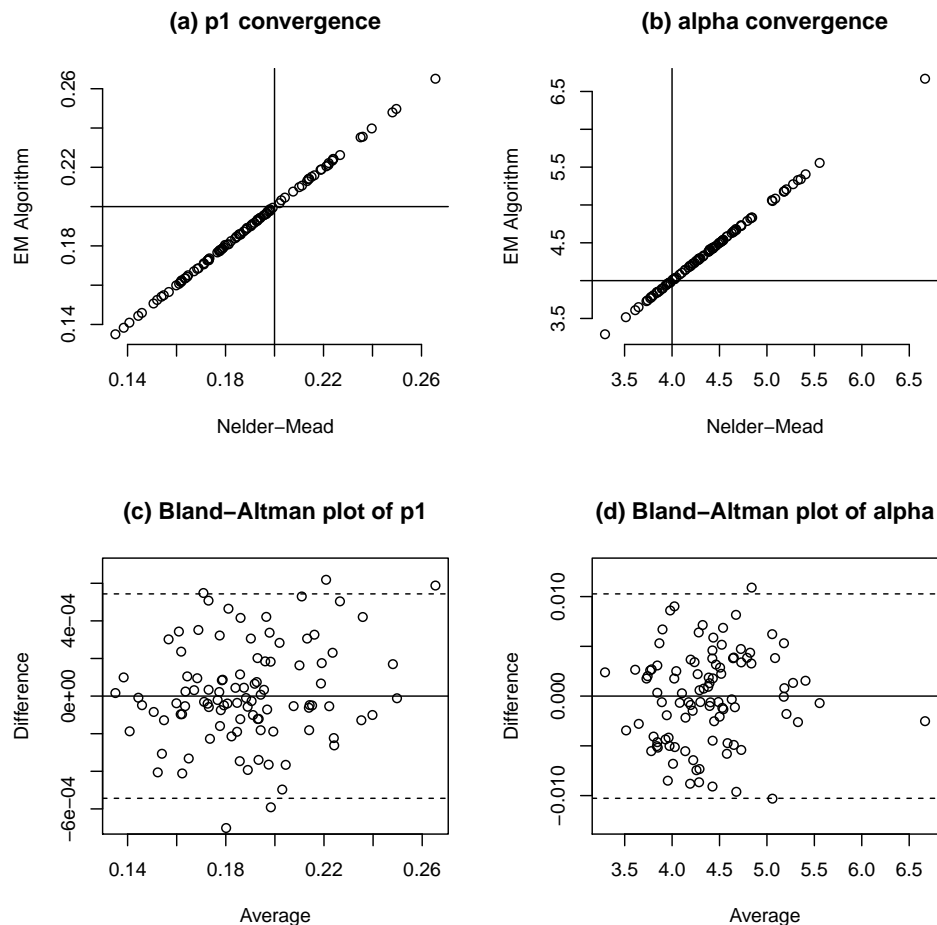 (a) p1 convergence
EM Algorithm
0.14 0.18 0.22 0.26
0.14 0.18 0.22 0.26
Nelder−Mead
(b) alpha convergence
EM Algorithm
3.5 4.5 5.5 6.5
3.5 4.0 4.5 5.0 5.5 6.0 6.5
Nelder−Mead
(c) Bland−Altman plot of p1
Difference
−6e−04 0e+00 4e−04
0.14 0.18 0.22 0.26
Average
(d) Bland−Altman plot of alpha
Difference
−0.010 0.000 0.010
3.5 4.0 4.5 5.0 5.5 6.0 6.5
Average